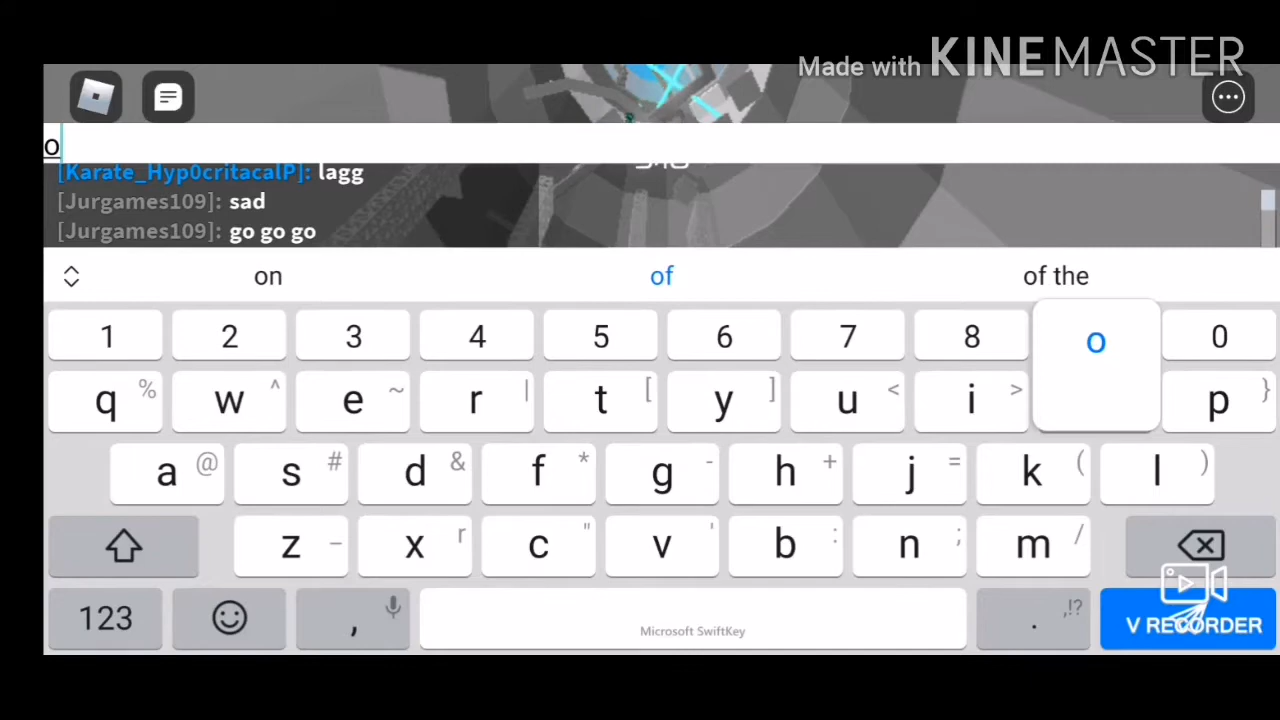 Made with KINEMASTER
o
[Karate_Hyp0critacalP]: lagg
[Jurgames109]: sad
[Jurgames109]: go go go
on of of the
1 2 3 4 5 6 7 8 o 0
q % w ^ e ~ r | t [ y ] u < i > p }
a @ s # d & f * g - h + j = k ( l )
z _ x r c " v ' b : n ; m /
123 , Microsoft SwiftKey . ,!? V RECORDER